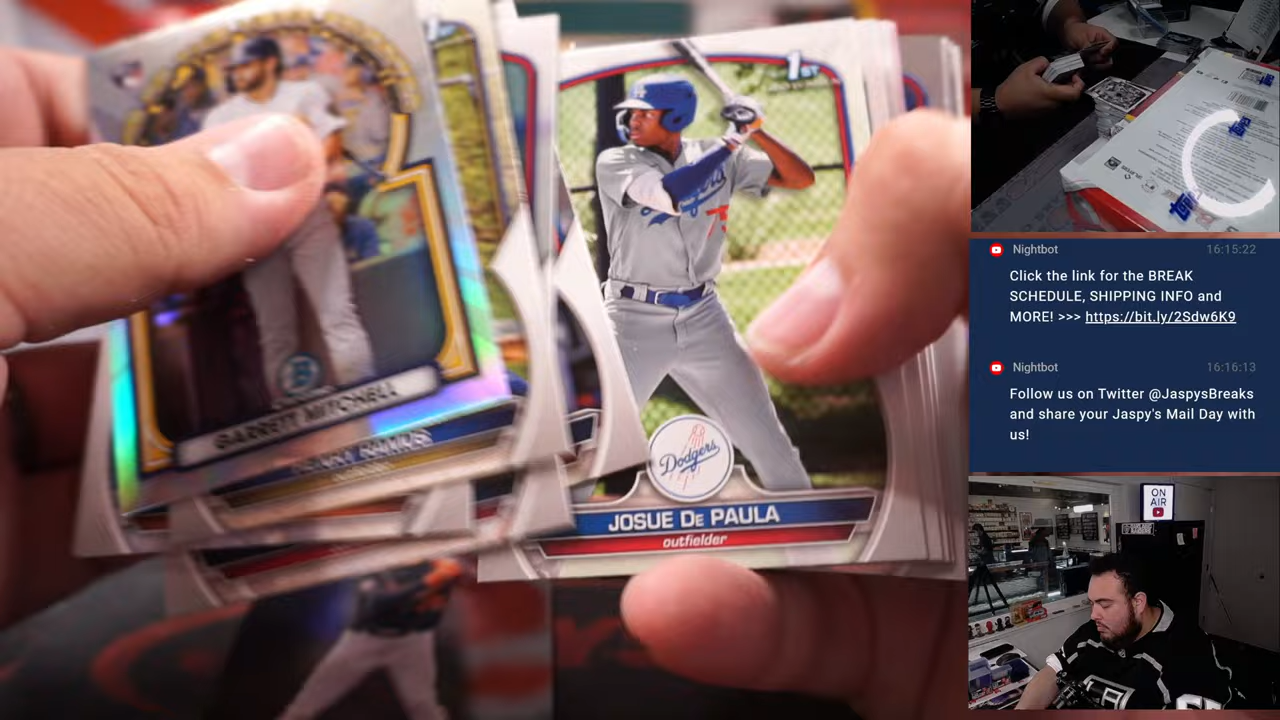 1ST
Dodgers
JOSUE DE PAULA
outfielder
GARRETT MITCHELL
B
Nightbot 16:15:22
Click the link for the BREAK
SCHEDULE, SHIPPING INFO and
MORE! >>> https://bit.ly/2Sdw6K9
Nightbot 16:16:13
Follow us on Twitter @JaspysBreaks
and share your Jaspy's Mail Day with
us!
ON
AIR